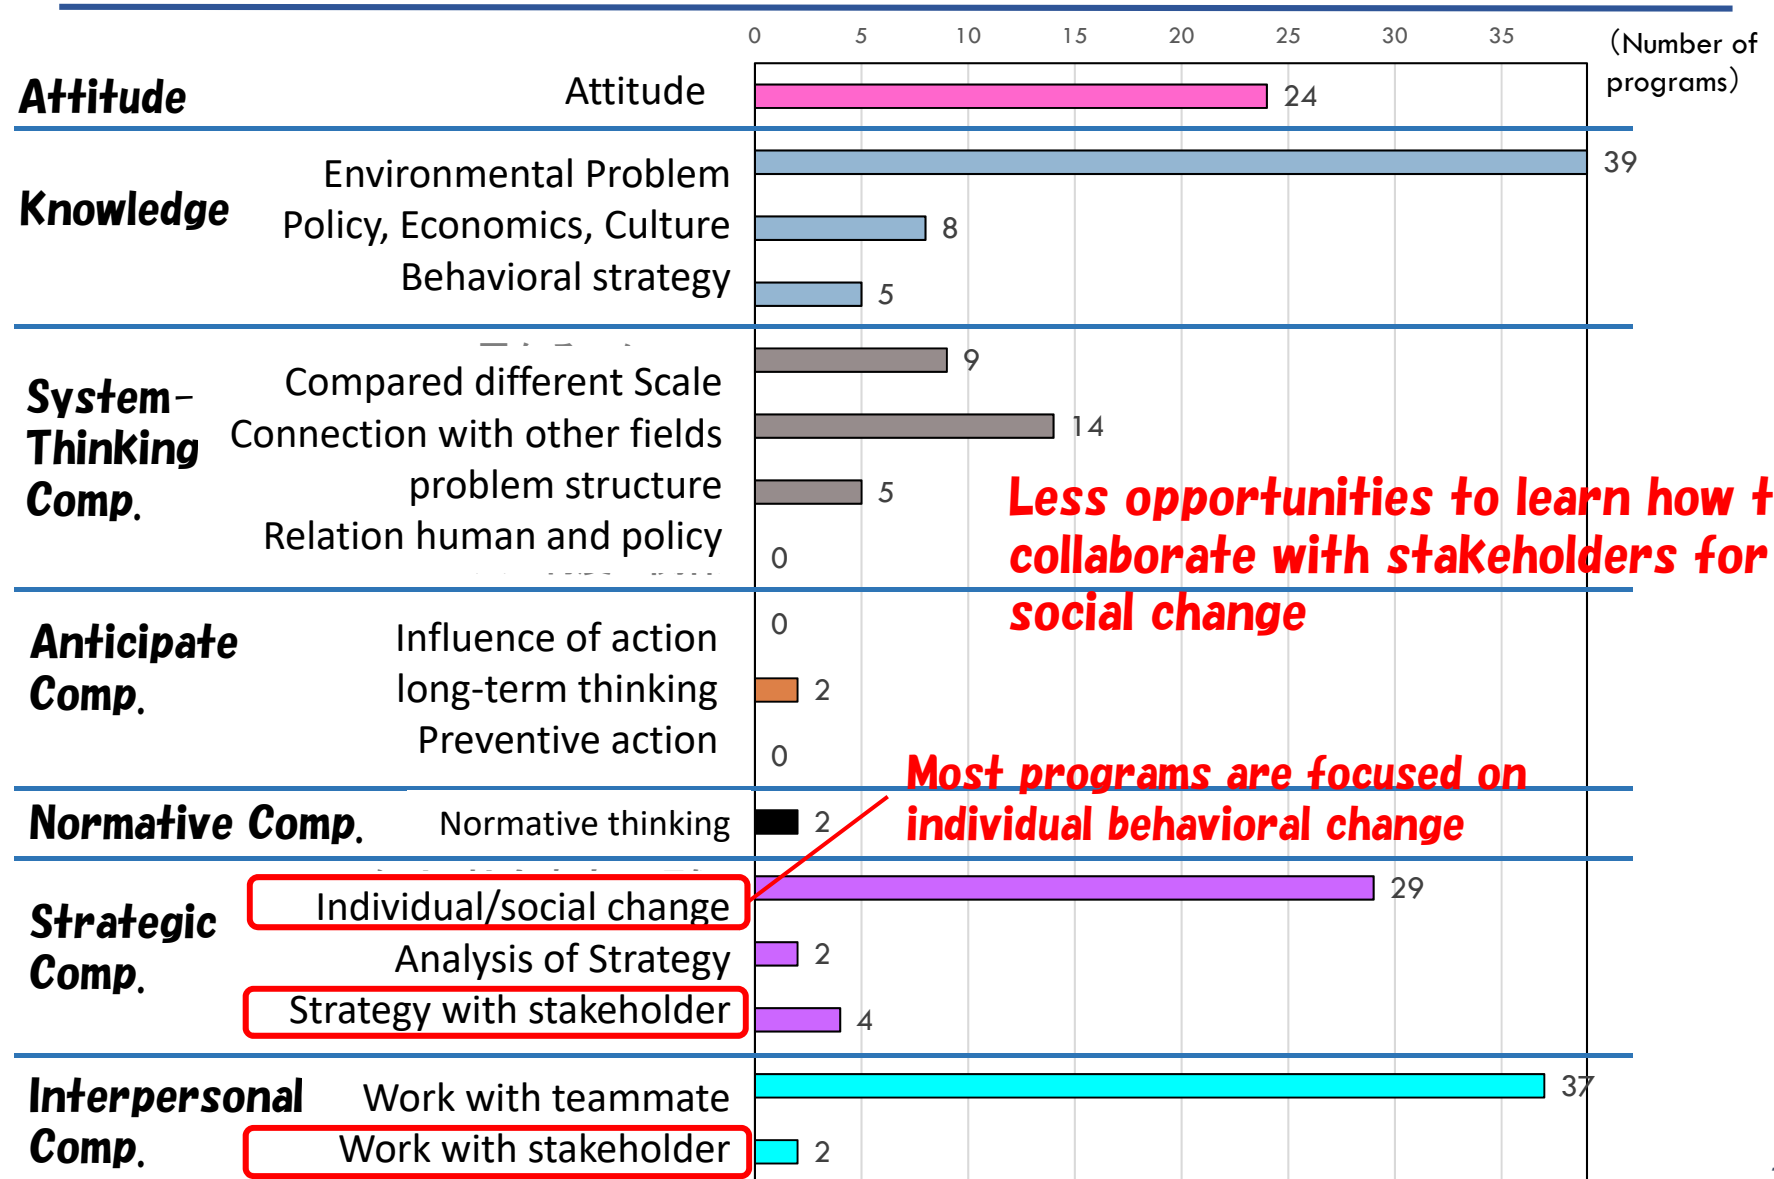 0 5 10 15 20 25 30 35
（Number of
programs）
Attitude
Attitude
24
Knowledge
Environmental Problem
39
Policy, Economics, Culture
8
Behavioral strategy
5
System-
Thinking
Comp.
Compared different Scale
9
Connection with other fields
14
problem structure
5
Relation human and policy
0
Less opportunities to learn how t
collaborate with stakeholders for
social change
Anticipate
Comp.
Influence of action
0
long-term thinking
2
Preventive action
0
Most programs are focused on
individual behavioral change
Normative Comp.
Normative thinking
2
Strategic
Comp.
Individual/social change
29
Analysis of Strategy
2
Strategy with stakeholder
4
Interpersonal
Comp.
Work with teammate
37
Work with stakeholder
2